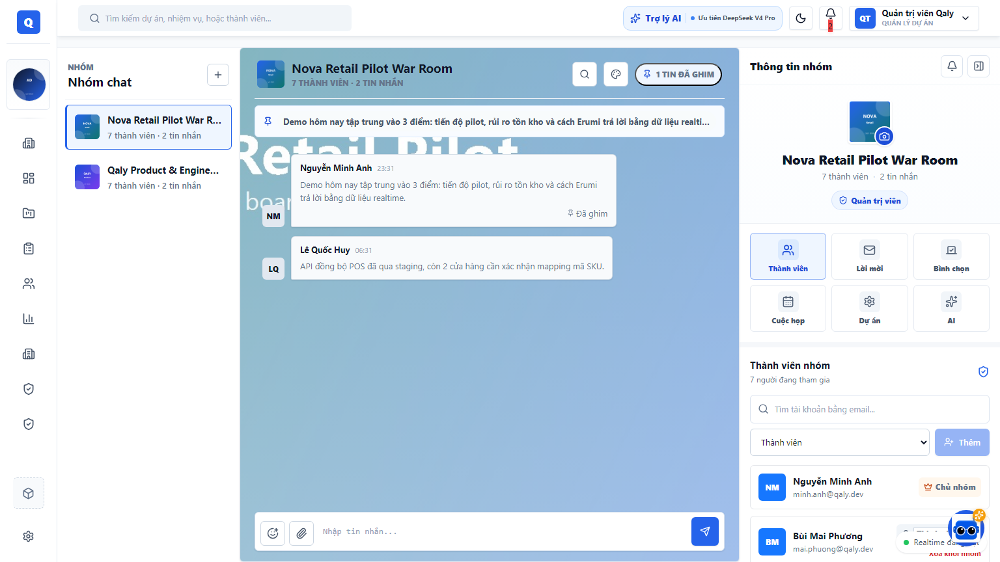 Q
Tìm kiếm dự án, nhiệm vụ, hoặc thành viên...
Trợ lý AI
Ưu tiên DeepSeek V4 Pro
2
QT
Quản trị viên Qaly
QUẢN LÝ DỰ ÁN
AD
NHÓM
Nhóm chat
NOVA
Nova Retail Pilot War R...
7 thành viên · 2 tin nhắn
QALY
Qaly Product & Engine...
7 thành viên · 2 tin nhắn
NOVA
Nova Retail Pilot War Room
7 THÀNH VIÊN · 2 TIN NHẮN
1 TIN ĐÃ GHIM
Demo hôm nay tập trung vào 3 điểm: tiến độ pilot, rủi ro tồn kho và cách Erumi trả lời bằng dữ liệu realti...
Retail Pilot
boar
Nguyễn Minh Anh 23:31
Demo hôm nay tập trung vào 3 điểm: tiến độ pilot, rủi ro tồn kho và cách Erumi
trả lời bằng dữ liệu realtime.
Đã ghim
NM
Lê Quốc Huy 06:31
API đồng bộ POS đã qua staging, còn 2 cửa hàng cần xác nhận mapping mã SKU.
LQ
Nhập tin nhắn...
Thông tin nhóm
NOVA
Retail
Nova Retail Pilot War Room
7 thành viên · 2 tin nhắn
Quản trị viên
Thành viên
Lời mời
Bình chọn
Cuộc họp
Dự án
AI
Thành viên nhóm
7 người đang tham gia
Tìm tài khoản bằng email...
Thành viên
Thêm
NM
Nguyễn Minh Anh
minh.anh@qaly.dev
Chủ nhóm
BM
Bùi Mai Phương
mai.phuong@qaly.dev
Realtime
Xóa khỏi nhóm